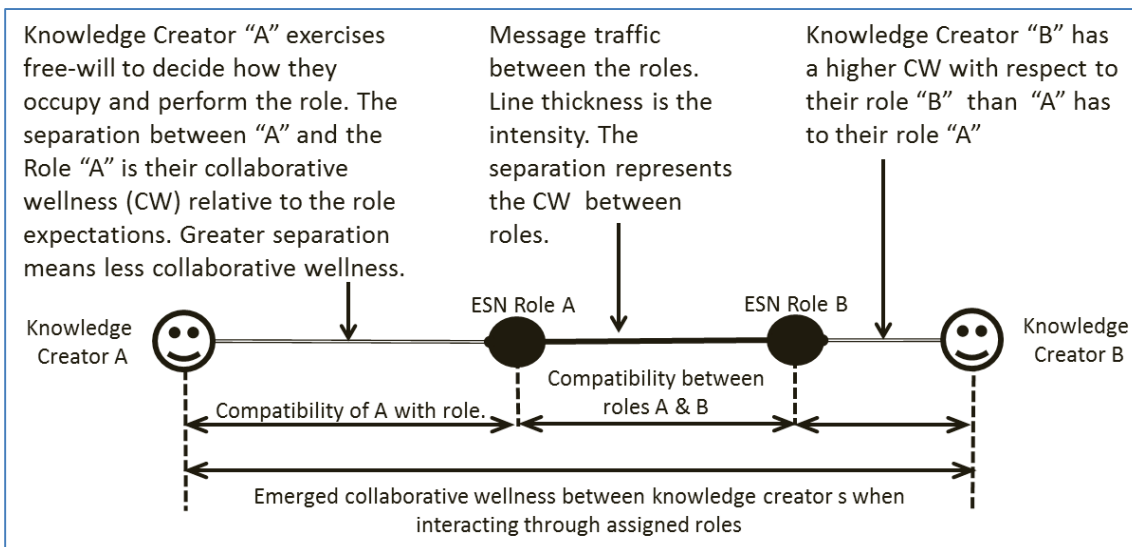 Knowledge Creator “A” exercises
free-will to decide how they
occupy and perform the role. The
separation between “A” and the
Role “A” is their collaborative
wellness (CW) relative to the role
expectations. Greater separation
means less collaborative wellness.
Message traffic
between the roles.
Line thickness is the
intensity. The
separation represents
the CW between
roles.
Knowledge Creator “B” has
a higher CW with respect to
their role “B” than “A” has
to their role “A”
Knowledge
Creator A
ESN Role A
ESN Role B
Knowledge
Creator B
Compatibility of A with role.
Compatibility between
roles A & B
Emerged collaborative wellness between knowledge creator s when
interacting through assigned roles